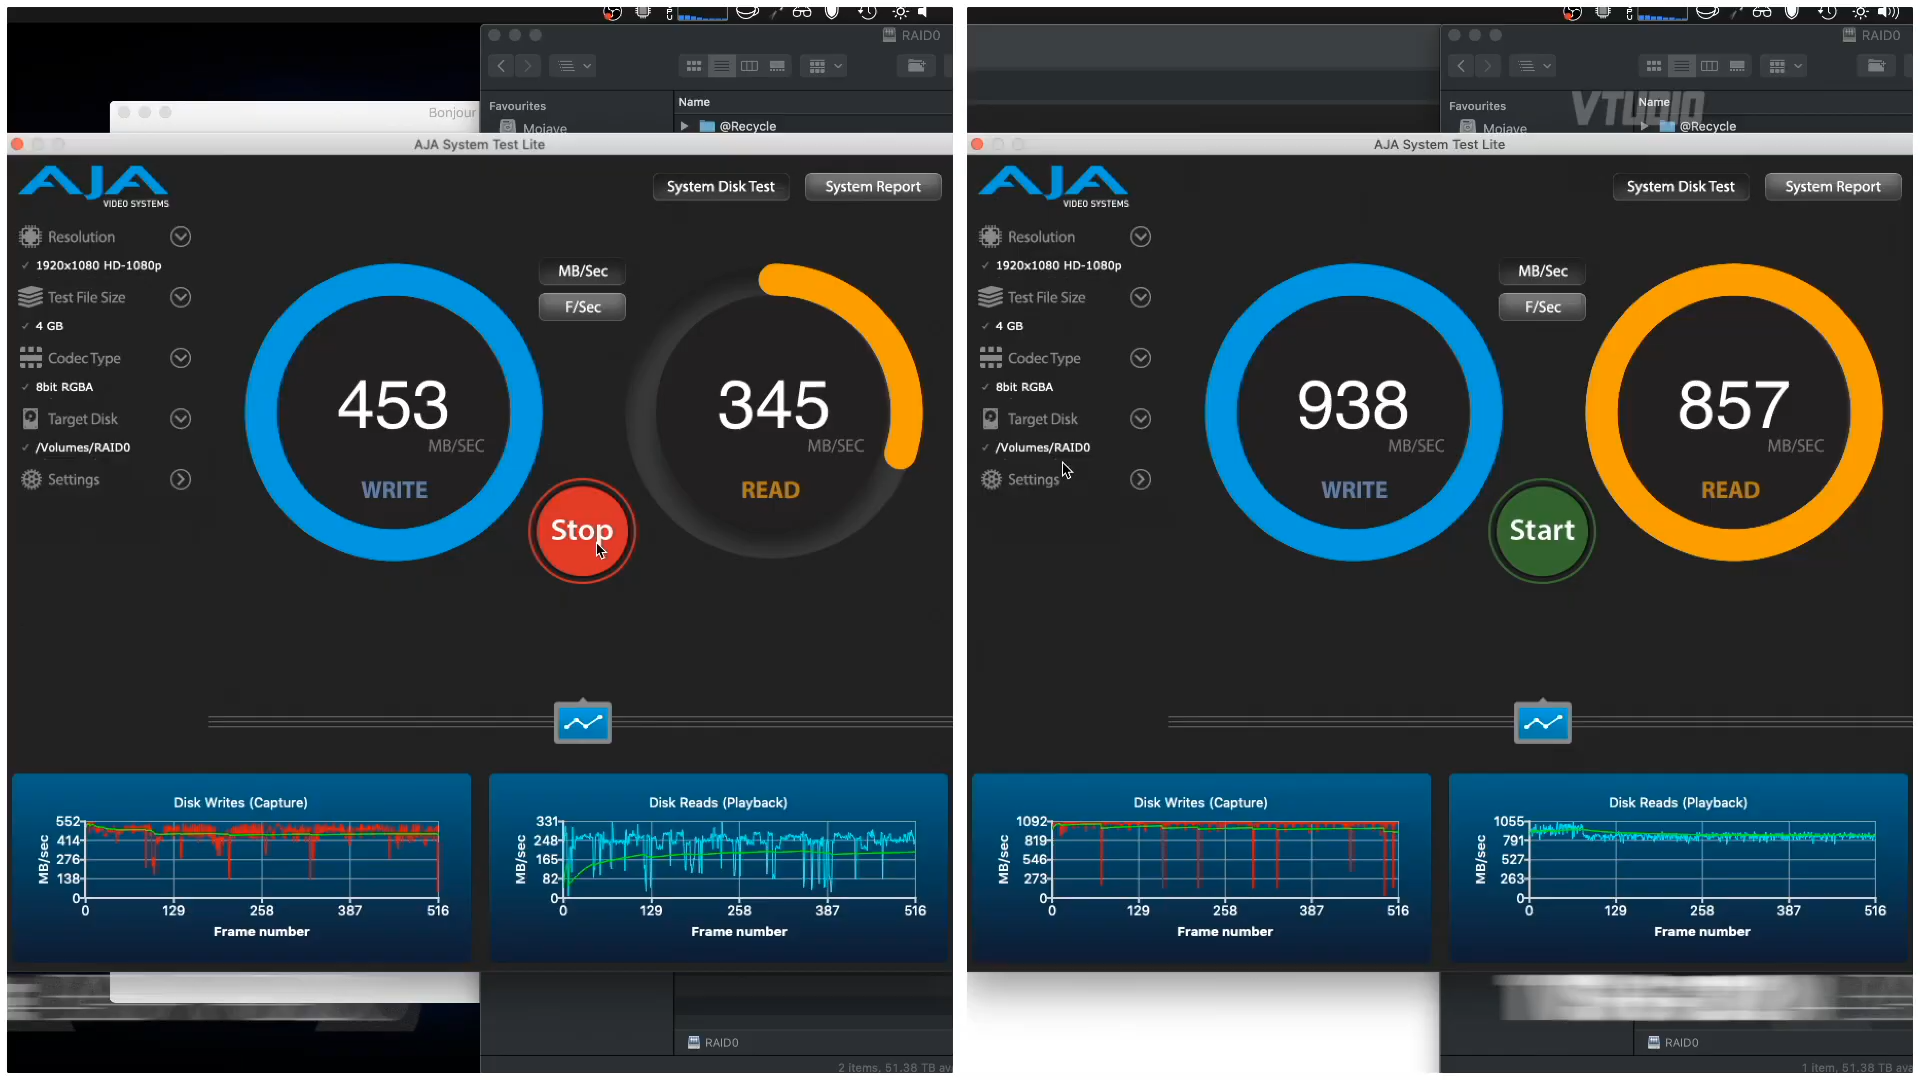 RAID0
Favourites
Name
Bonjour
Mojave
@Recycle
AJA System Test Lite
AJA
VIDEO SYSTEMS
System Disk Test
System Report
Resolution
1920x1080 HD-1080p
Test File Size
4 GB
Codec Type
8bit RGBA
Target Disk
/Volumes/RAID0
Settings
MB/Sec
F/Sec
453
MB/SEC
WRITE
345
MB/SEC
READ
Stop
Disk Writes (Capture)
MB/sec
552
414
276
138
0
0 129 258 387 516
Frame number
Disk Reads (Playback)
MB/sec
331
248
165
82
0
0 129 258 387 516
Frame number
RAID0
2 items, 51.38 TB
RAID0
VTUDIO
Favourites
Name
Mojave
@Recycle
AJA System Test Lite
AJA
VIDEO SYSTEMS
System Disk Test
System Report
Resolution
1920x1080 HD-1080p
Test File Size
4 GB
Codec Type
8bit RGBA
Target Disk
/Volumes/RAID0
Settings
MB/Sec
F/Sec
938
MB/SEC
WRITE
857
MB/SEC
READ
Start
Disk Writes (Capture)
MB/sec
1092
819
546
273
0
0 129 258 387 516
Frame number
Disk Reads (Playback)
MB/sec
1055
791
527
263
0
0 129 258 387 516
Frame number
RAID0
1 item, 51.38 TB